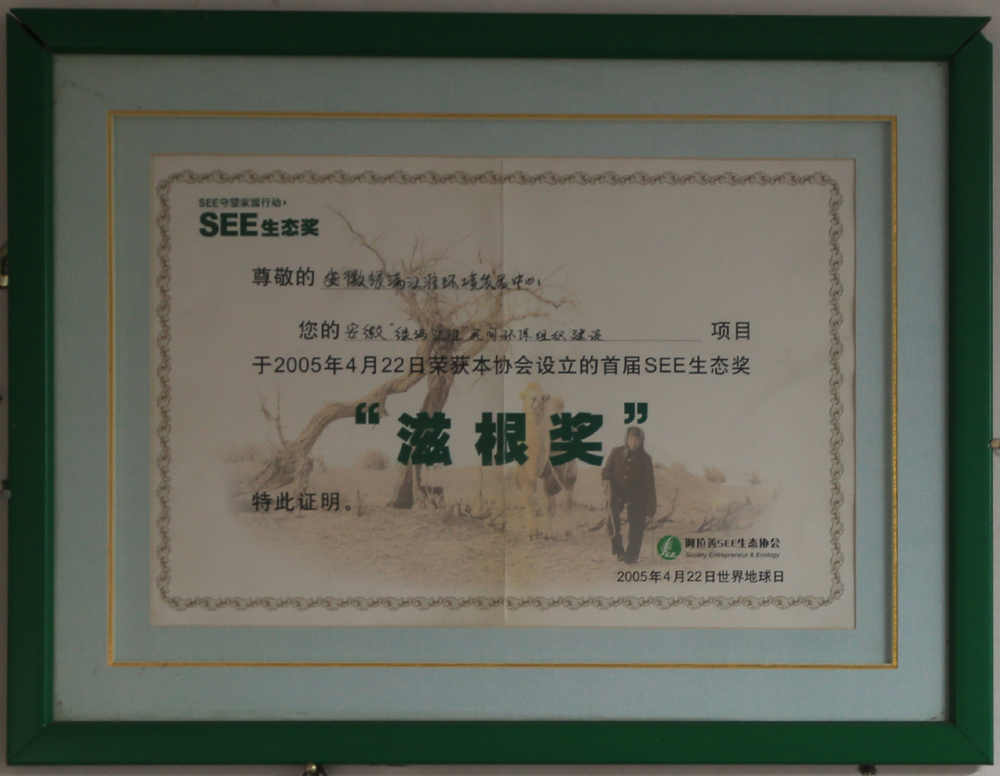 SEE守望家园行动
SEE生态奖
尊敬的 安徽绿满江淮环境发展中心
您的 安徽“绿满江淮”民间环保组织建设 项目
于2005年4月22日荣获本协会设立的首届SEE生态奖
“滋根奖”
特此证明。
阿拉善SEE生态协会
Society Entrepreneur & Ecology
2005年4月22日世界地球日